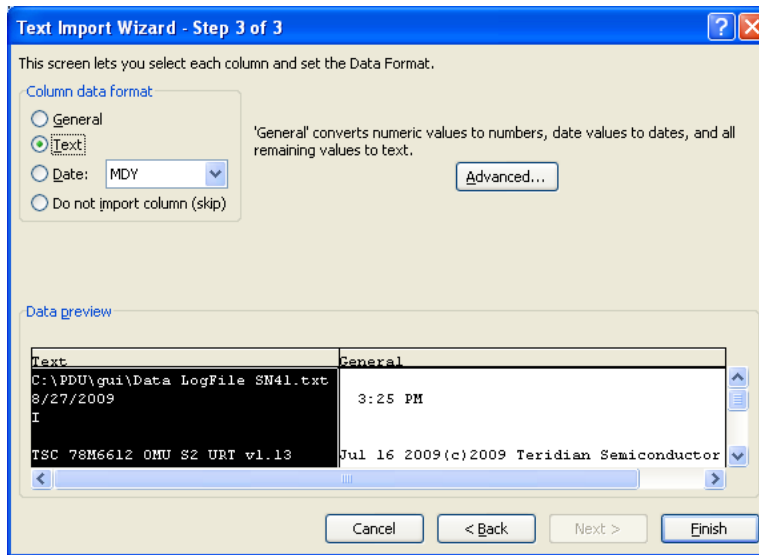 Text Import Wizard - Step 3 of 3
This screen lets you select each column and set the Data Format.
Column data format
General
Text
Date: MDY
Do not import column (skip)
'General' converts numeric values to numbers, date values to dates, and all
remaining values to text.
Advanced...
Data preview
Text General
C:\PDU\gui\Data LogFile SN41.txt
8/27/2009 3:25 PM
I
TSC 78M6612 OMU S2 URT v1.13 Jul 16 2009(c)2009 Teridian Semiconductor
Cancel < Back Next > Finish